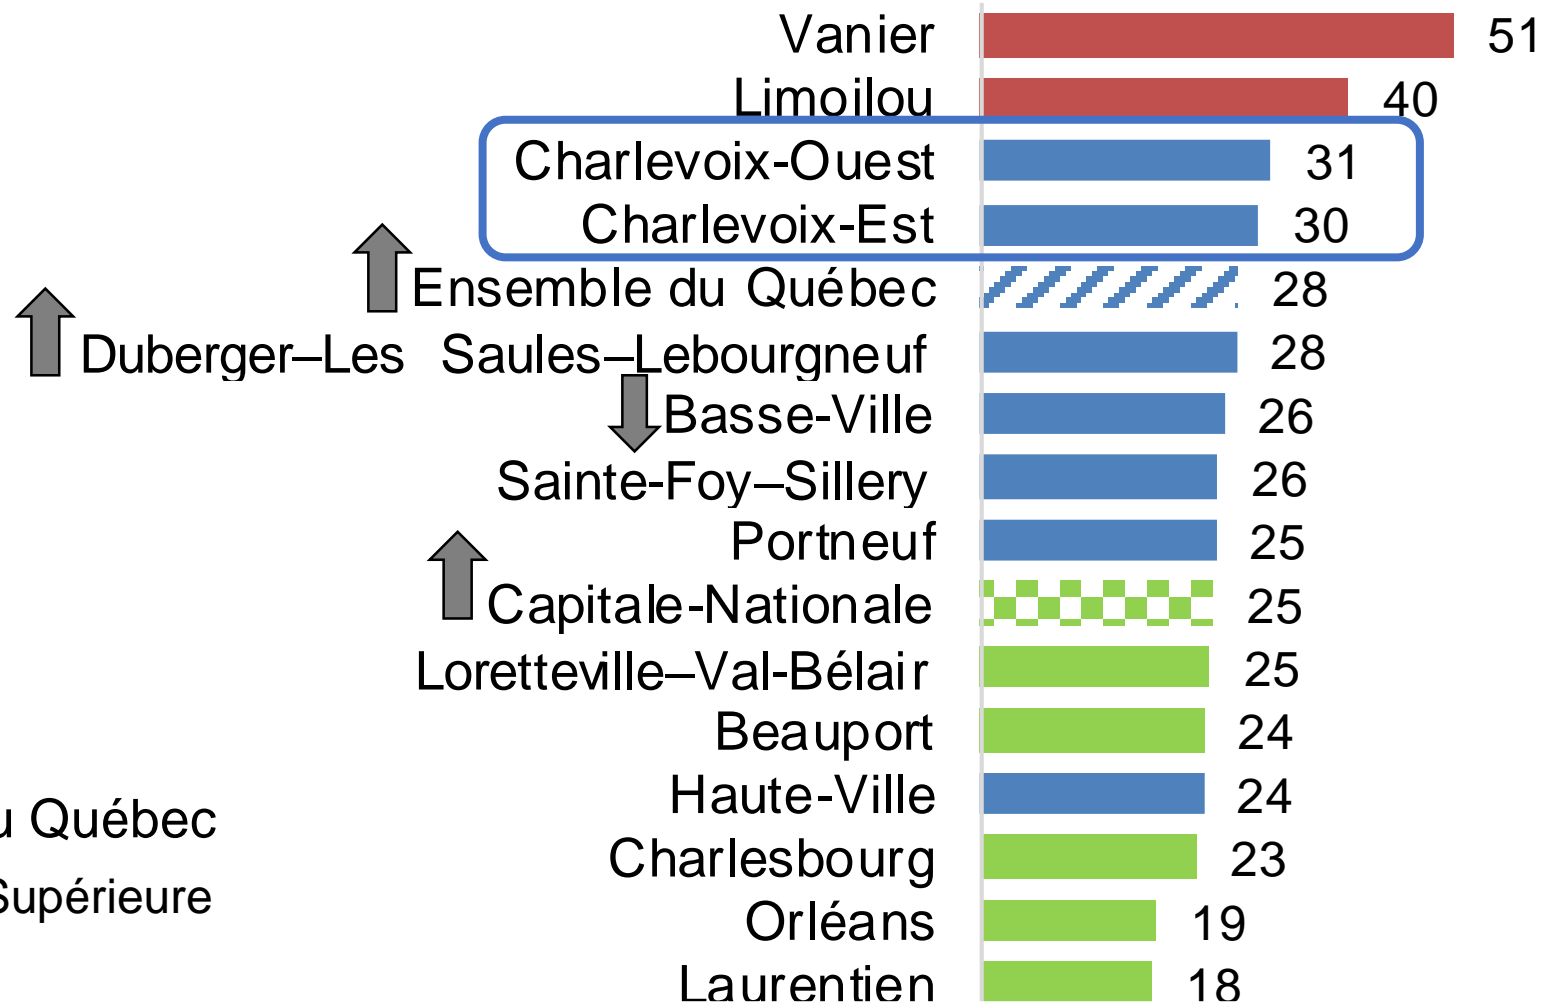 Vanier 51
Limoilou 40
Charlevoix-Ouest 31
Charlevoix-Est 30
Ensemble du Québec 28
Duberger–Les Saules–Lebourgneuf 28
Basse-Ville 26
Sainte-Foy–Sillery 26
Portneuf 25
Capitale-Nationale 25
Loretteville–Val-Bélair 25
Beauport 24
Haute-Ville 24
u Québec
Charlesbourg 23
Supérieure
Orléans 19
Laurentien 18